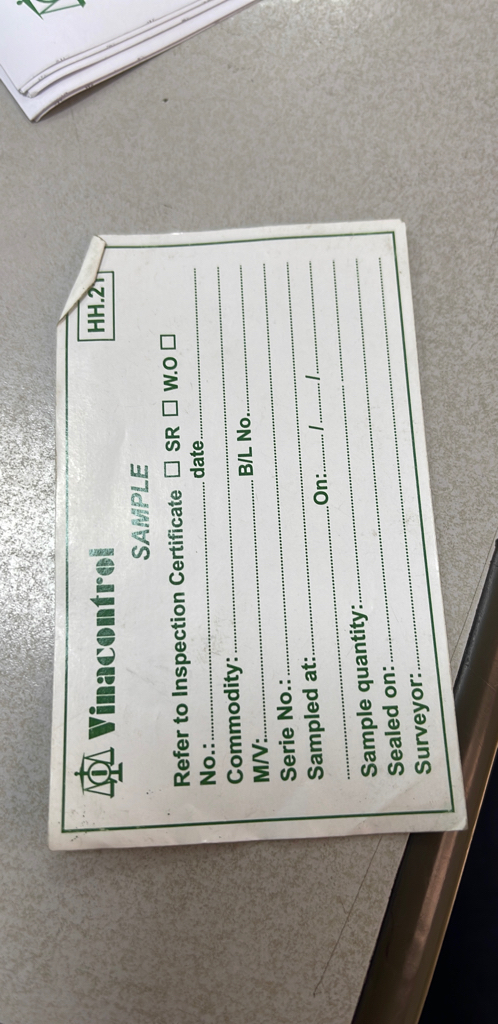 Vinacontrol
HH.21
SAMPLE
Refer to Inspection Certificate ☐ SR ☐ W.O ☐
No.:........................date........................
Commodity:........................
M/V:........................B/L No.........................
Serie No.:........................
Sampled at:........................On:......../......../........
Sample quantity:........................
Sealed on:........................
Surveyor:........................